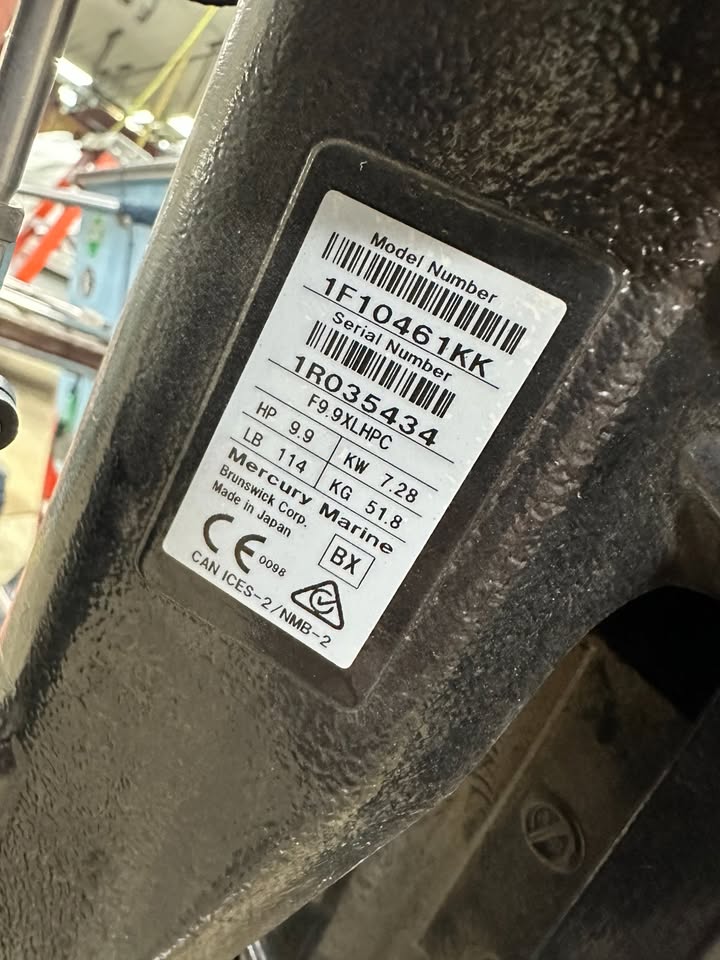 Model Number
1F10461KK
Serial Number
1R035434
F9.9XLHPC
HP 9.9 KW 7.28
LB 114 KG 51.8
Mercury Marine
Brunswick Corp.
Made in Japan
BX
CE 0098
CAN ICES-2/NMB-2